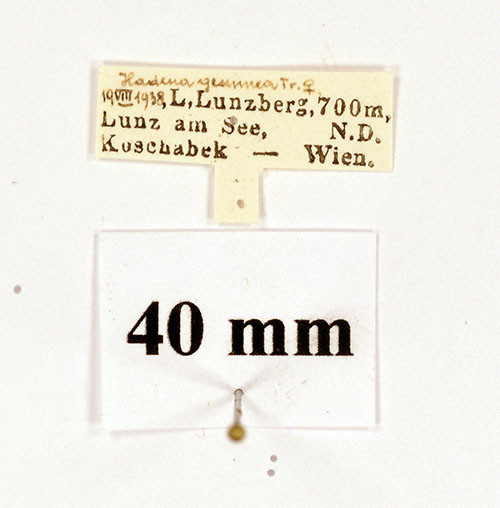 Hadena gemmea Tr. ♀
19 VIII 1938, L, Lunzberg, 700m,
Lunz am See, N.D.
Koschabek — Wien.
40 mm